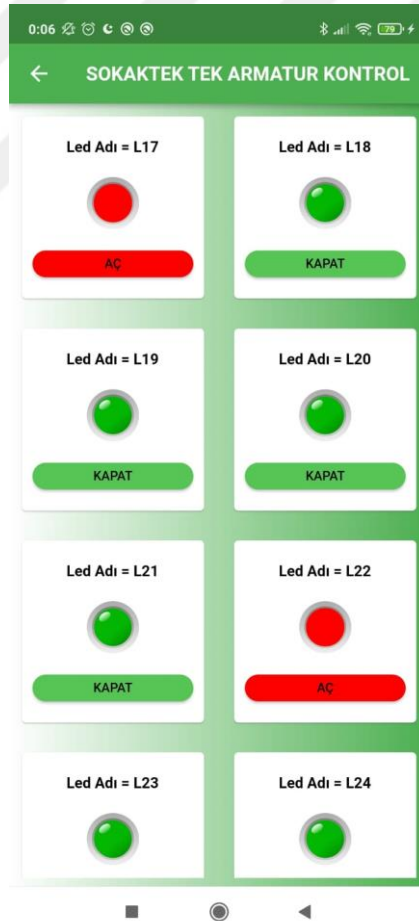 0:06
79
SOKAKTEK TEK ARMATUR KONTROL
Led Adı = L17
Led Adı = L18
AÇ
KAPAT
Led Adı = L19
Led Adı = L20
KAPAT
KAPAT
Led Adı = L21
Led Adı = L22
KAPAT
AÇ
Led Adı = L23
Led Adı = L24